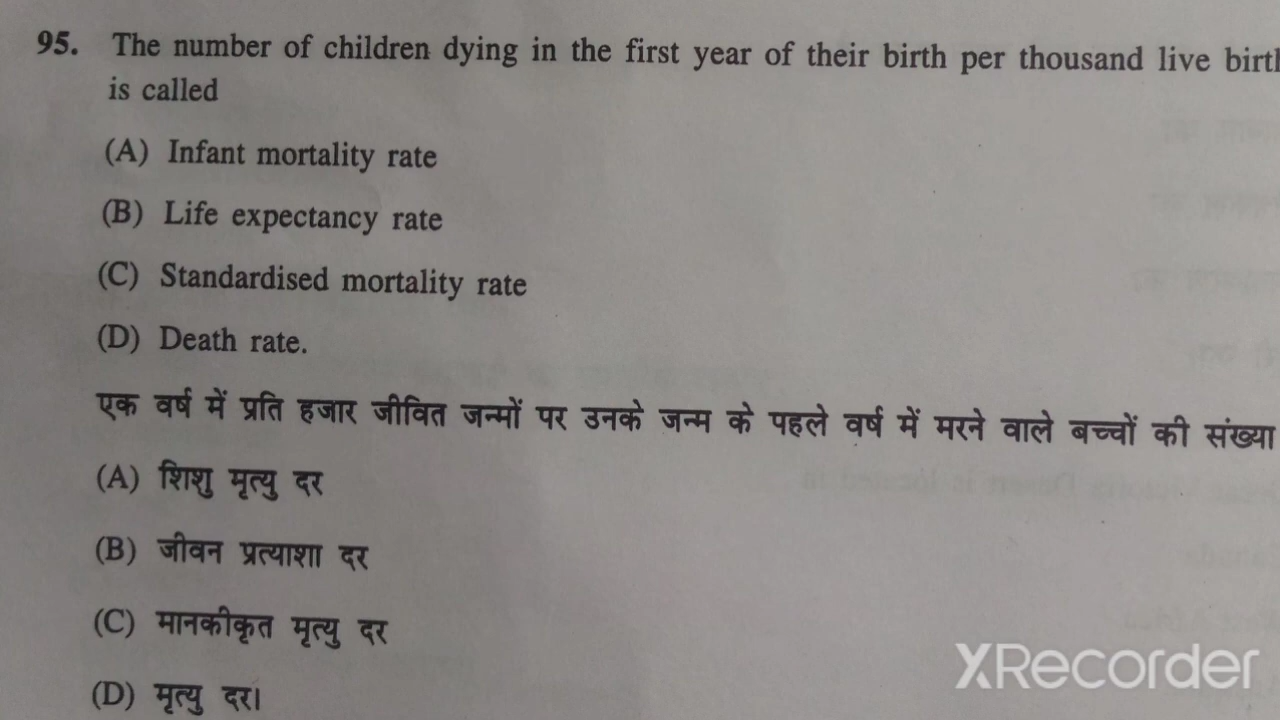 95. The number of children dying in the first year of their birth per thousand live birth
is called
(A) Infant mortality rate
(B) Life expectancy rate
(C) Standardised mortality rate
(D) Death rate.
एक वर्ष में प्रति हजार जीवित जन्मों पर उनके जन्म के पहले वर्ष में मरने वाले बच्चों की संख्या
(A) शिशु मृत्यु दर
(B) जीवन प्रत्याशा दर
(C) मानकीकृत मृत्यु दर
(D) मृत्यु दर।
XRecorder